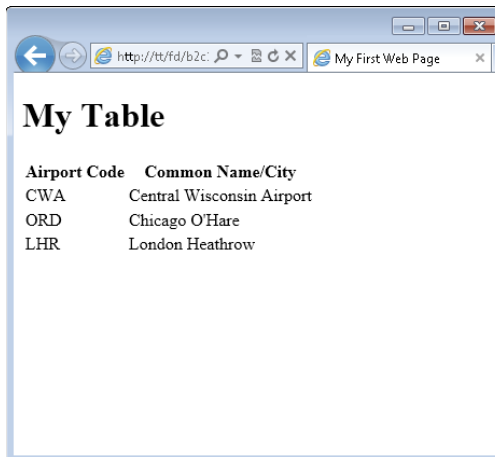 http://tt/fd/b2c
My First Web Page
My Table
Airport Code Common Name/City
CWA Central Wisconsin Airport
ORD Chicago O'Hare
LHR London Heathrow